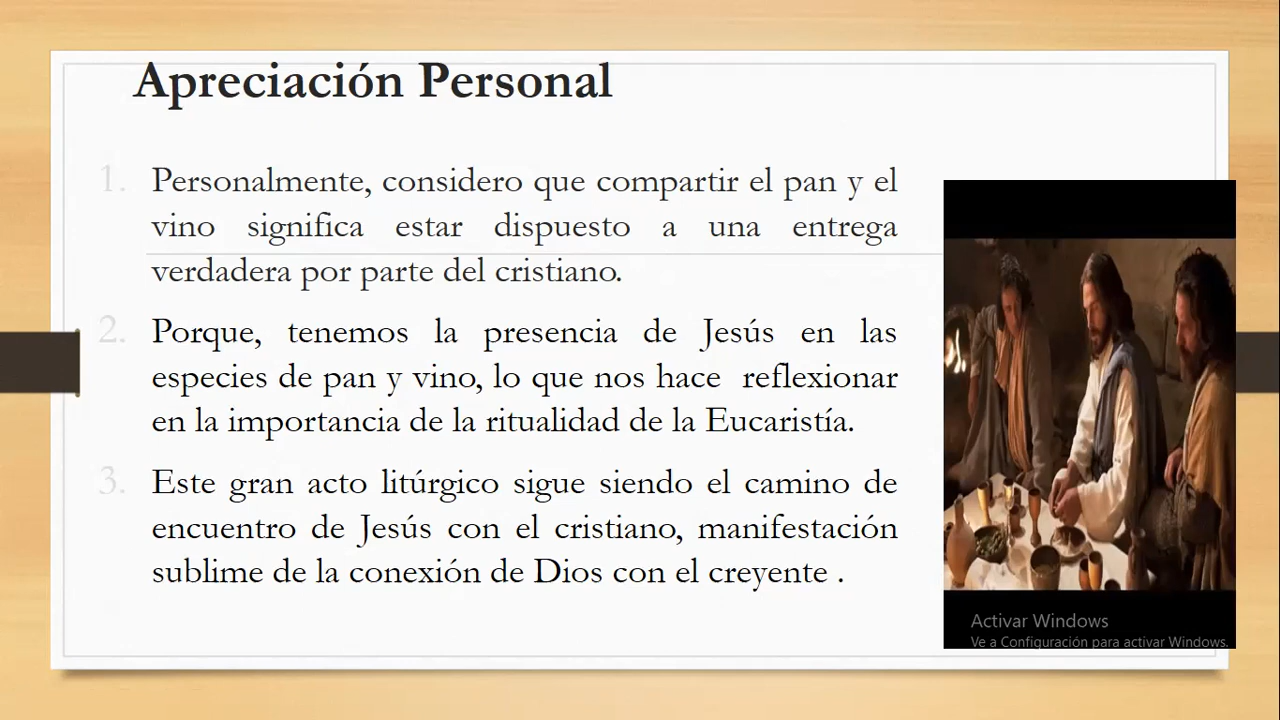 Apreciación Personal
1. Personalmente, considero que compartir el pan y el
vino significa estar dispuesto a una entrega
verdadera por parte del cristiano.
2. Porque, tenemos la presencia de Jesús en las
especies de pan y vino, lo que nos hace reflexionar
en la importancia de la ritualidad de la Eucaristía.
3. Este gran acto litúrgico sigue siendo el camino de
encuentro de Jesús con el cristiano, manifestación
sublime de la conexión de Dios con el creyente .
Activar Windows
Ve a Configuración para activar Windows.